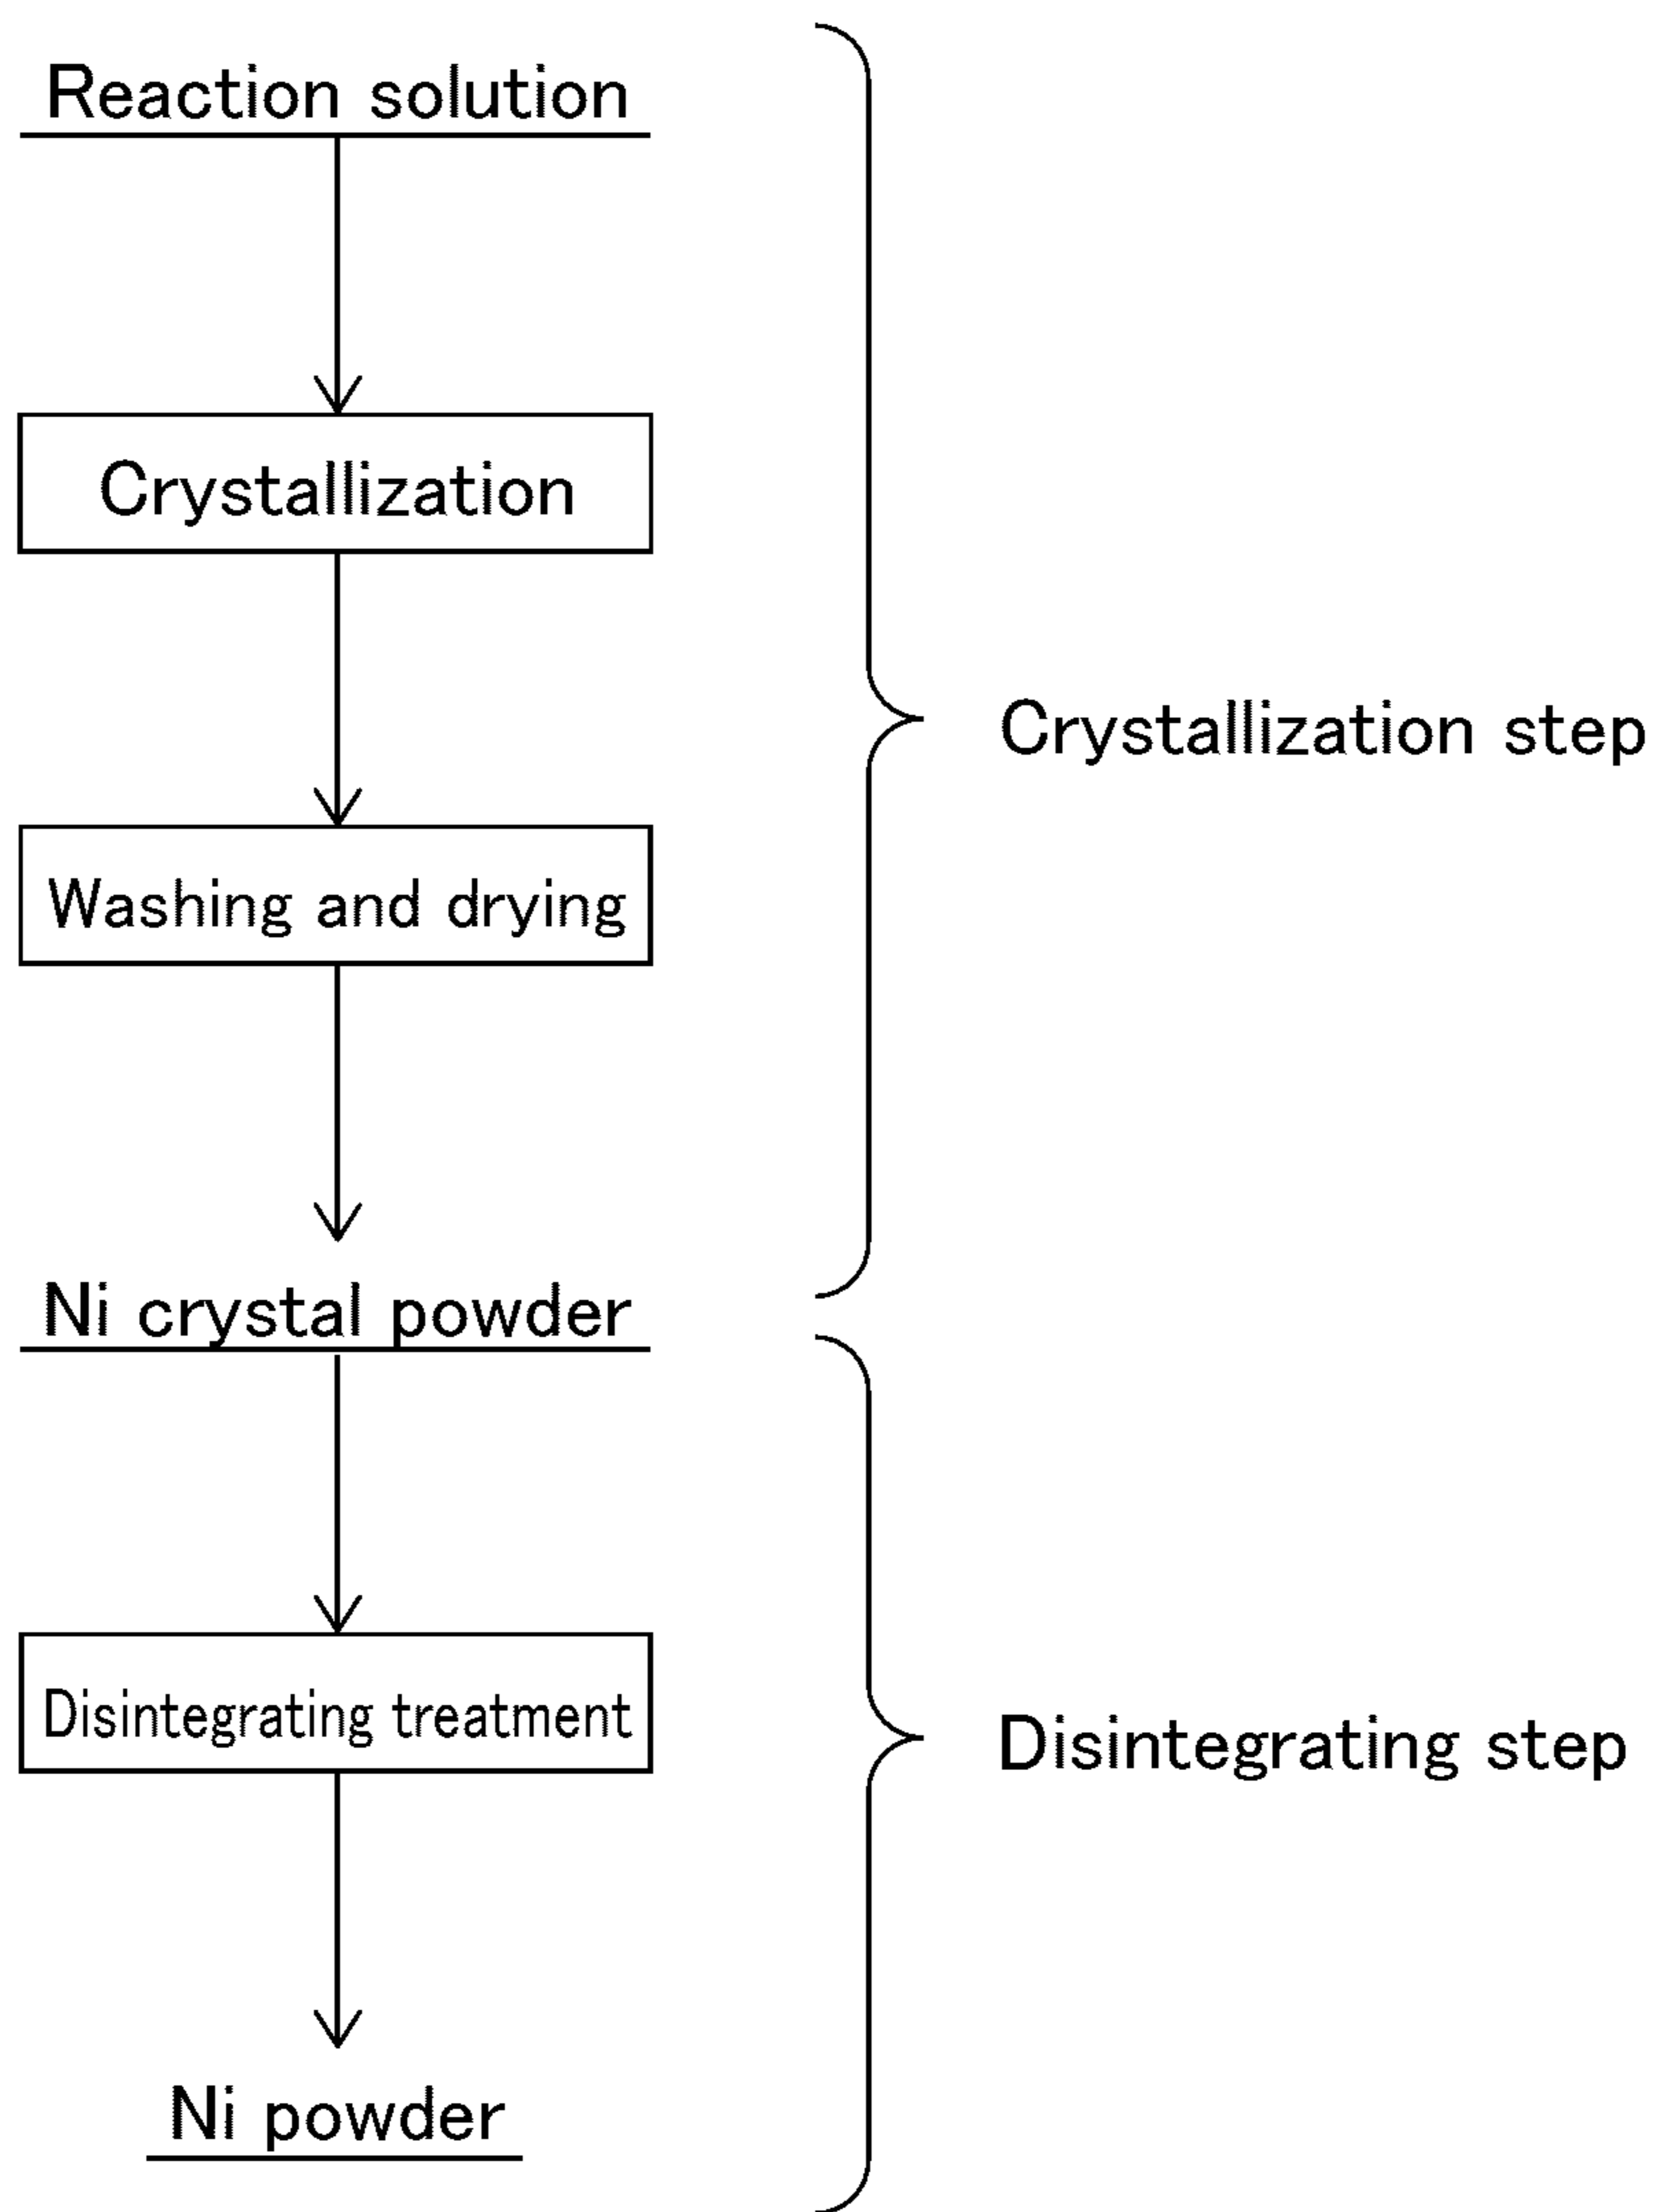 Reaction solution
Crystallization
Crystallization step
Washing and drying
Ni crystal powder
Disintegrating treatment
Disintegrating step
Ni powder